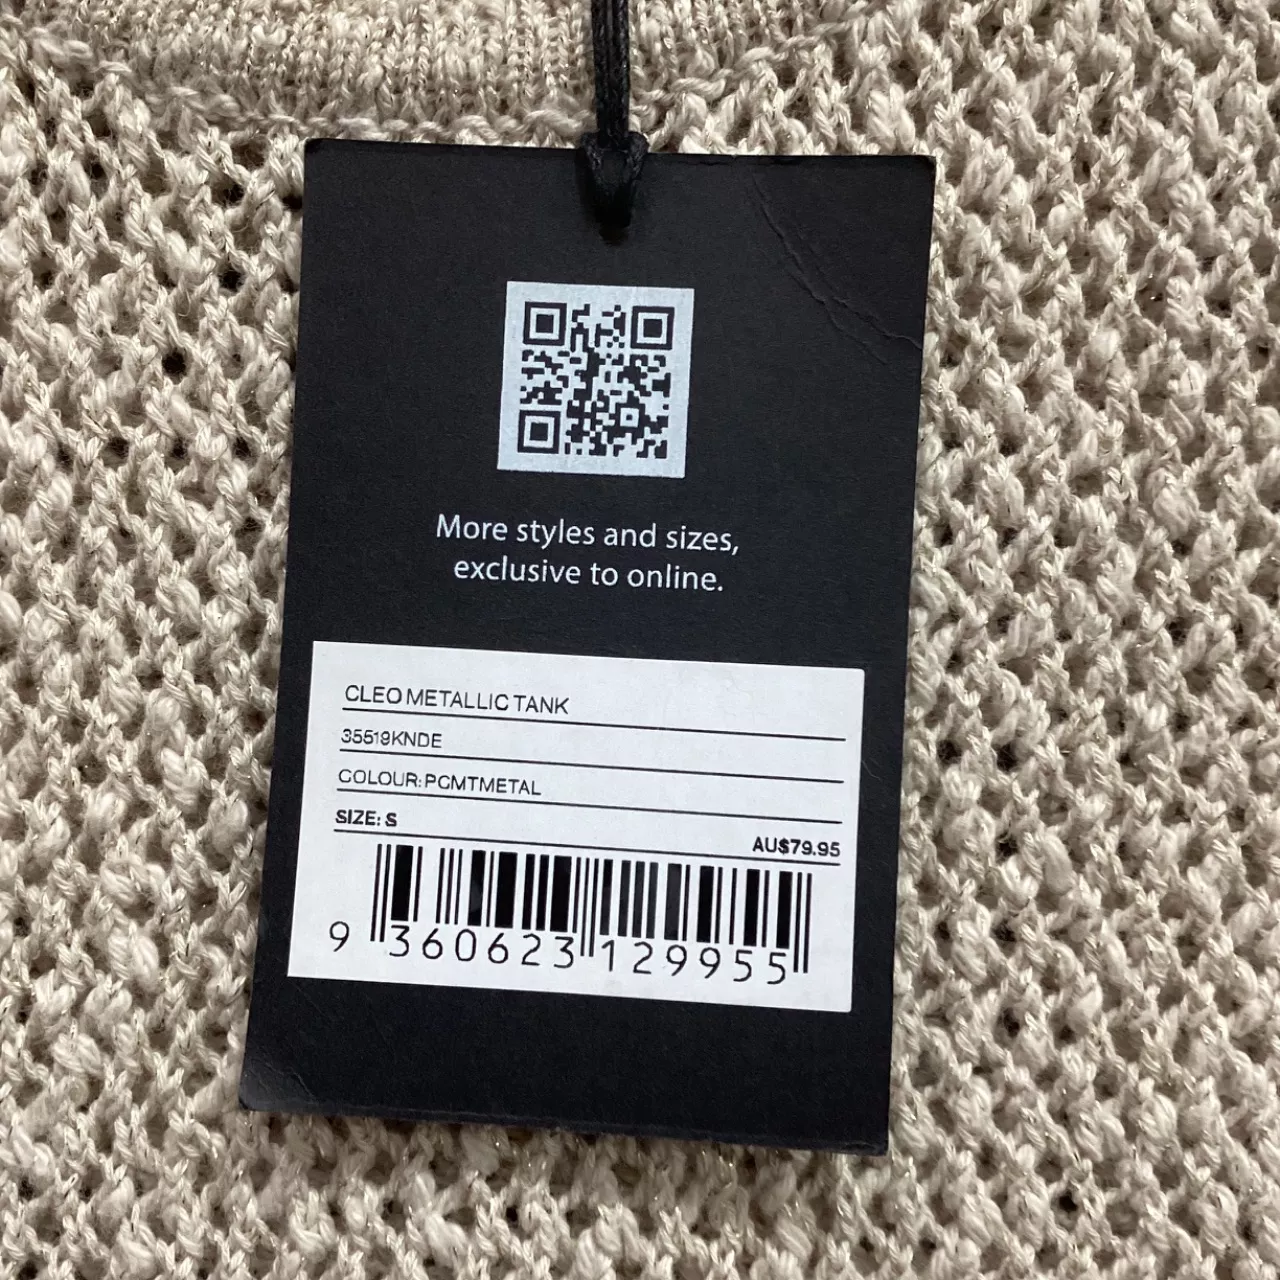 More styles and sizes,
exclusive to online.
CLEO METALLIC TANK
35519KNDE
COLOUR: PGMTMETAL
SIZE: S
AU$79.95
9 360623 129955